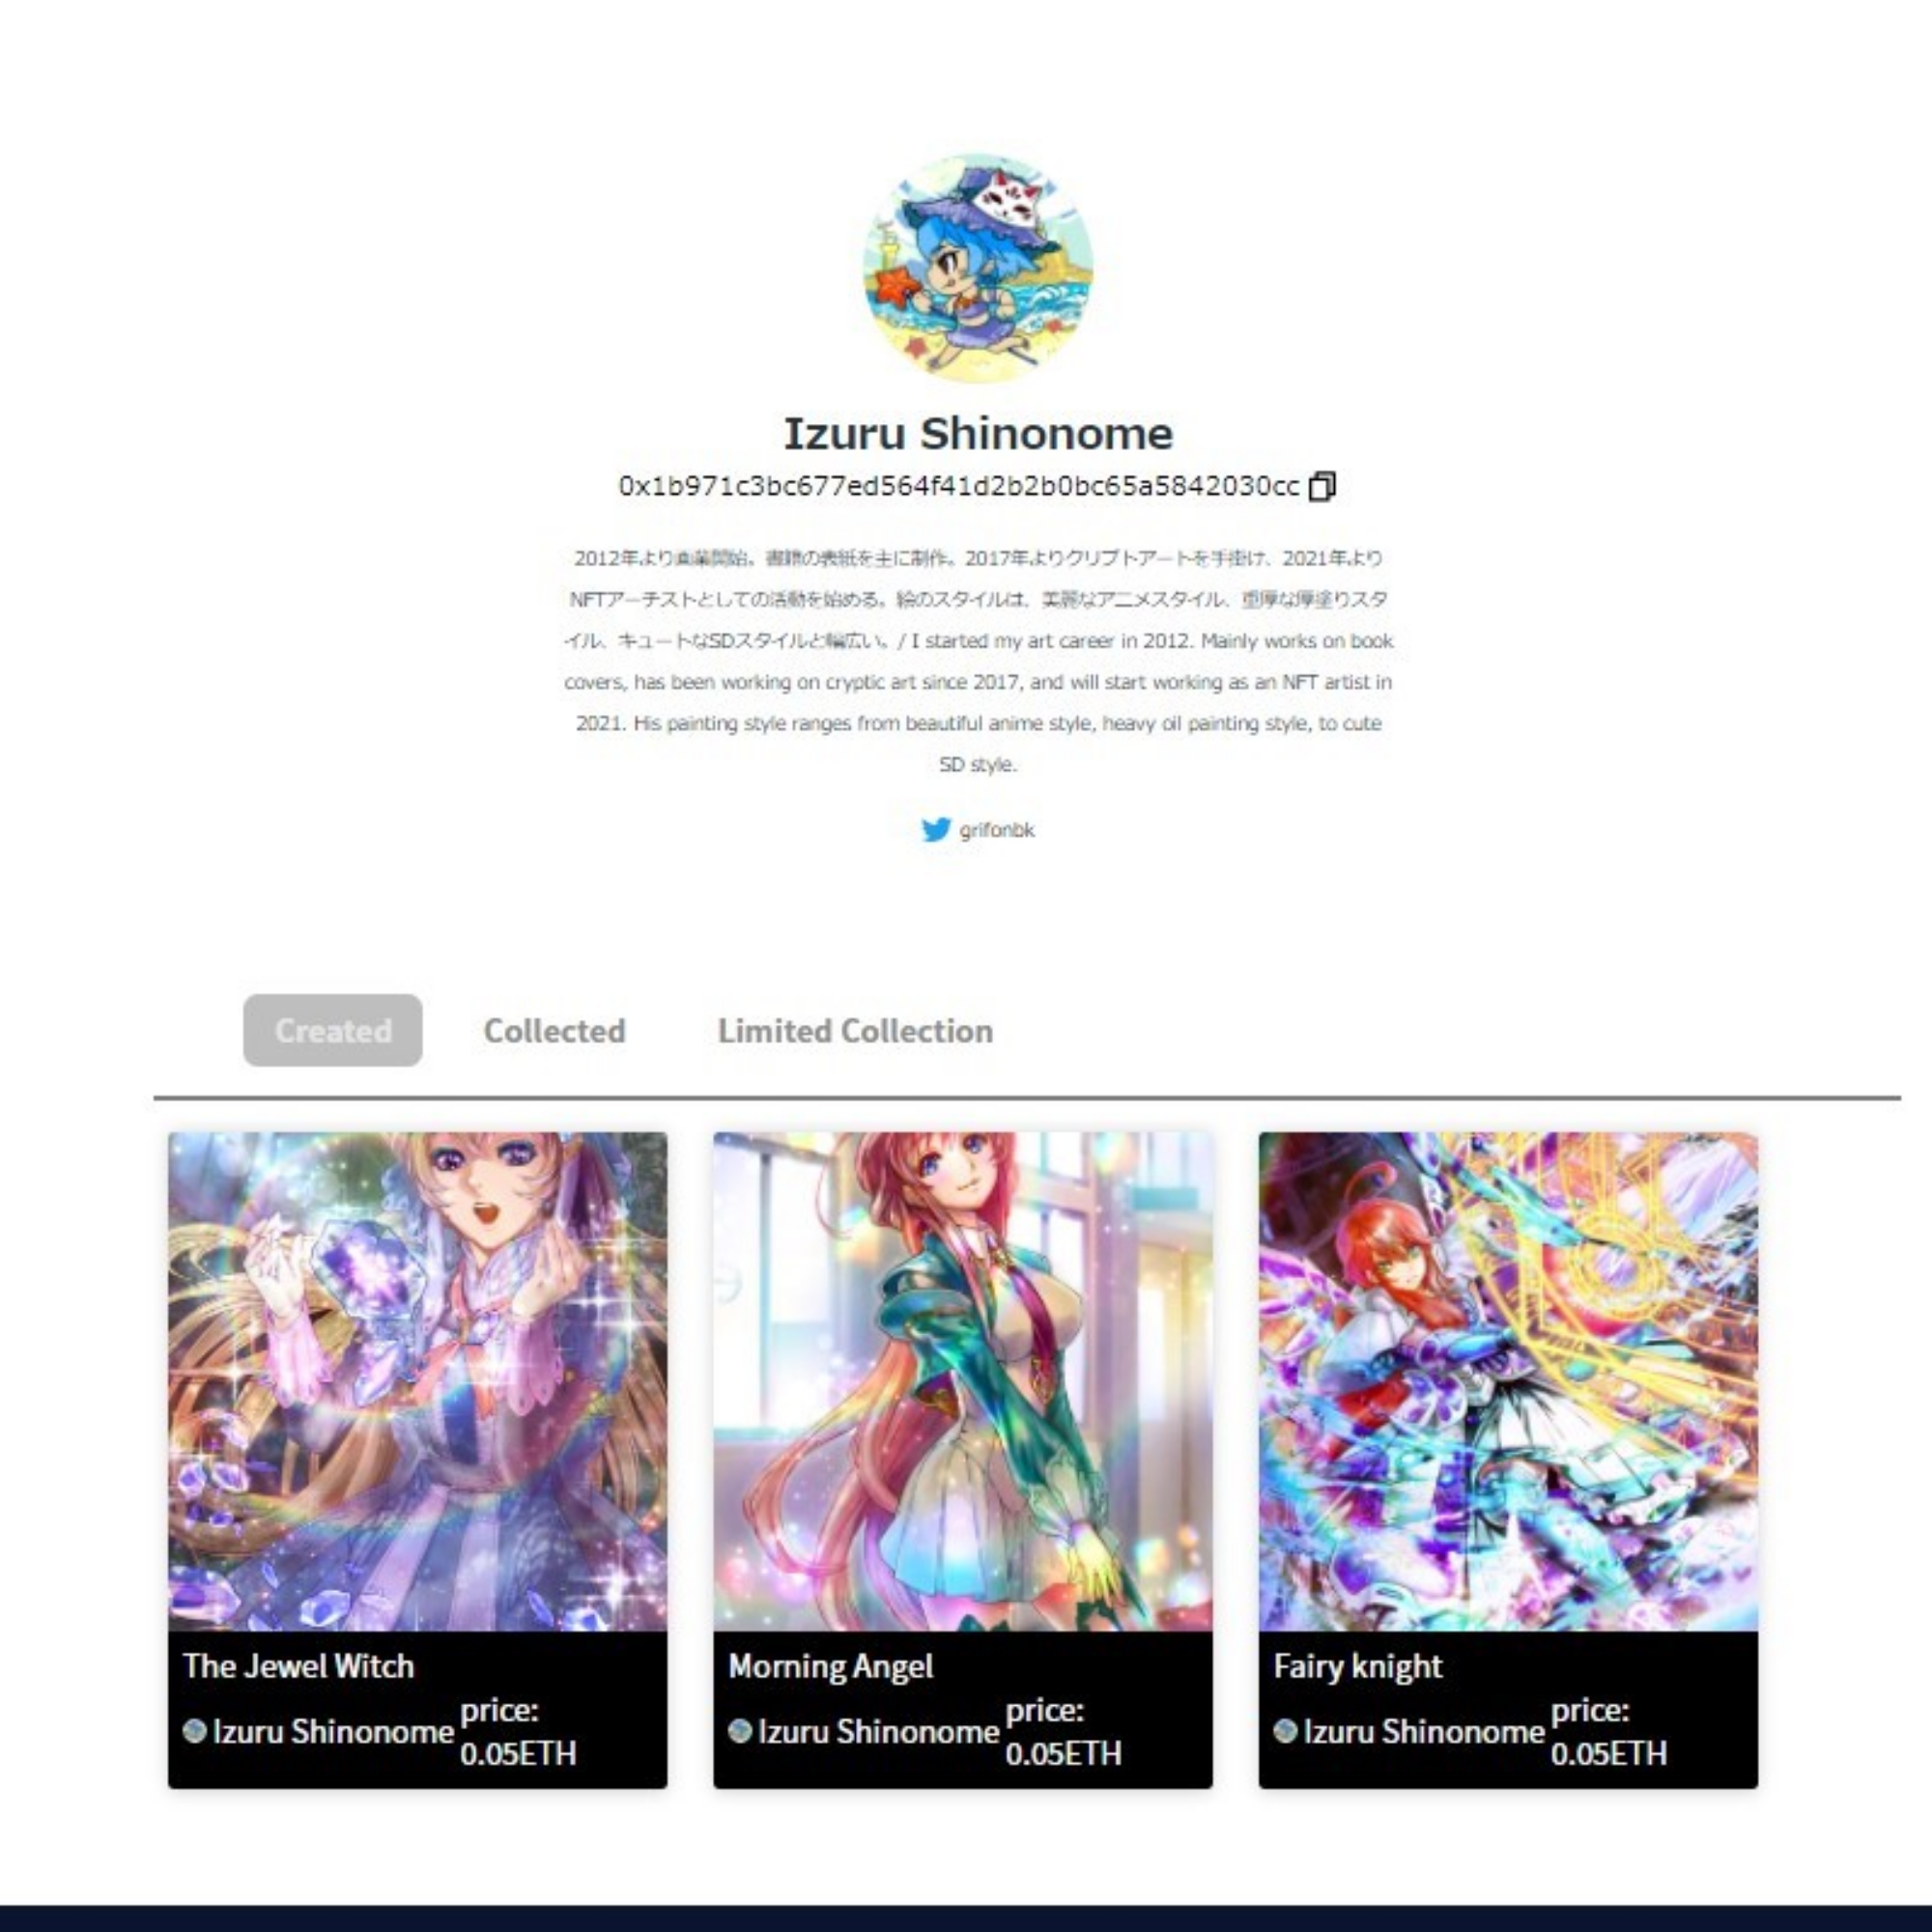 Izuru Shinonome
0x1b971c3bc677ed564f41d2b2b0bc65a5842030cc
2012年より画業開始。書籍の表紙を主に制作。2017年よりクリプトアートを手掛け、2021年より
NFTアーチストとしての活動を始める。絵のスタイルは、美麗なアニメスタイル、重厚な厚塗りスタ
イル、キュートなSDスタイルと幅広い。/ I started my art career in 2012. Mainly works on book
covers, has been working on cryptic art since 2017, and will start working as an NFT artist in
2021. His painting style ranges from beautiful anime style, heavy oil painting style, to cute
SD style.
grifonbk
Created Collected Limited Collection
The Jewel Witch
Izuru Shinonome price: 0.05ETH
Morning Angel
Izuru Shinonome price: 0.05ETH
Fairy knight
Izuru Shinonome price: 0.05ETH